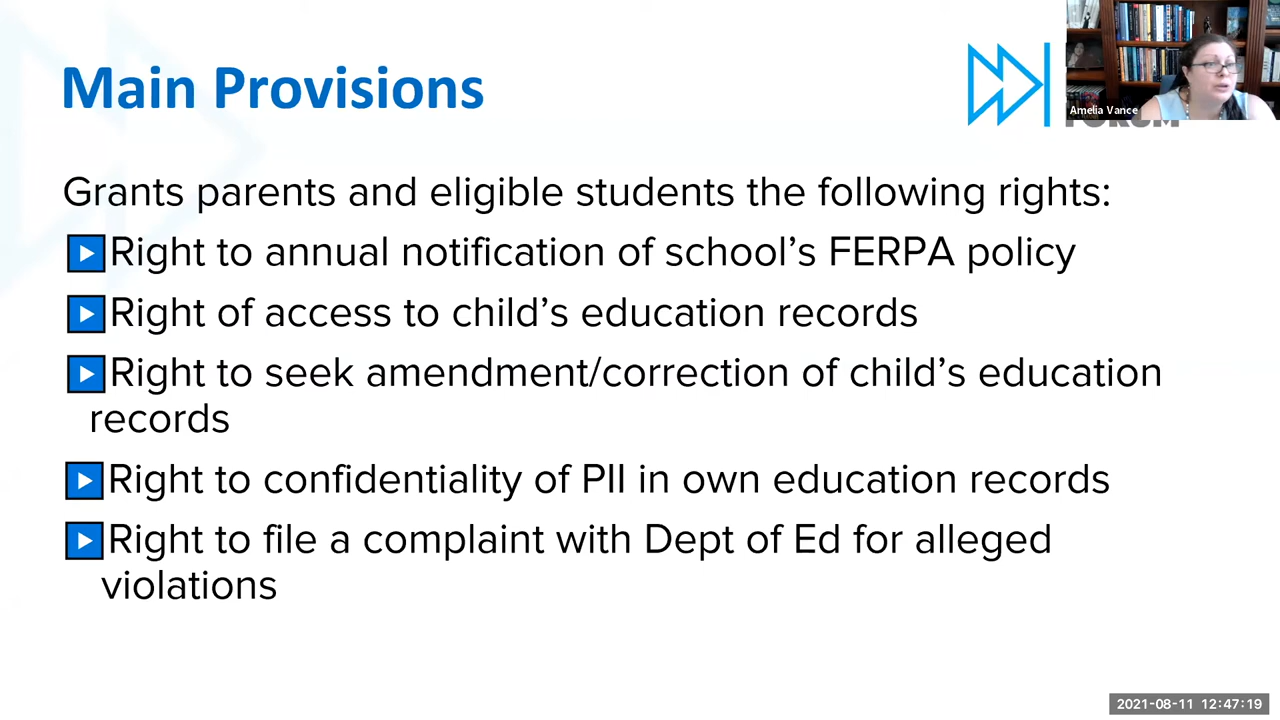 Main Provisions
Amelia Vance
FORUM
Grants parents and eligible students the following rights:
Right to annual notification of school’s FERPA policy
Right of access to child’s education records
Right to seek amendment/correction of child’s education
records
Right to confidentiality of PII in own education records
Right to file a complaint with Dept of Ed for alleged
violations
2021-08-11 12:47:19